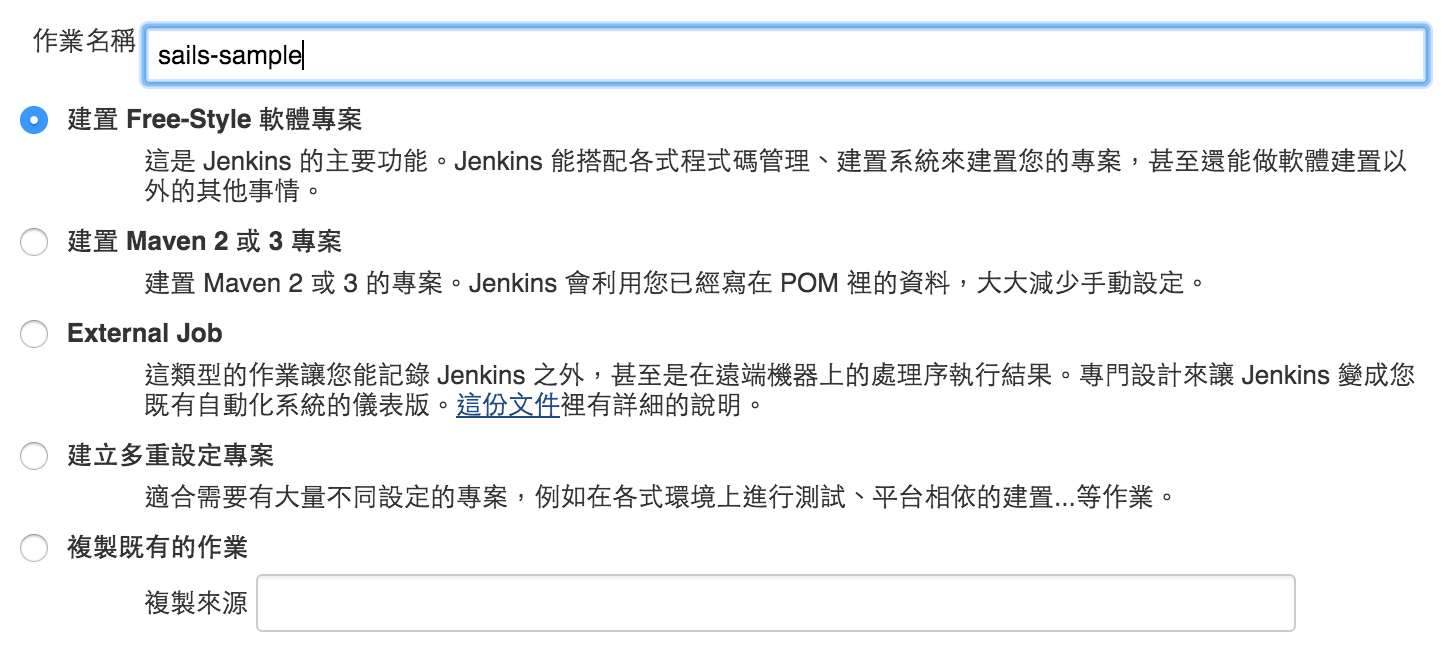 作業名稱 sails-sample
建置 Free-Style 軟體專案
這是 Jenkins 的主要功能。Jenkins 能搭配各式程式碼管理、建置系統來建置您的專案，甚至還能做軟體建置以
外的其他事情。
建置 Maven 2 或 3 專案
建置 Maven 2 或 3 的專案。Jenkins 會利用您已經寫在 POM 裡的資料，大大減少手動設定。
External Job
這類型的作業讓您能記錄 Jenkins 之外，甚至是在遠端機器上的處理序執行結果。專門設計來讓 Jenkins 變成您
既有自動化系統的儀表版。這份文件裡有詳細的說明。
建立多重設定專案
適合需要有大量不同設定的專案，例如在各式環境上進行測試、平台相依的建置...等作業。
複製既有的作業
複製來源